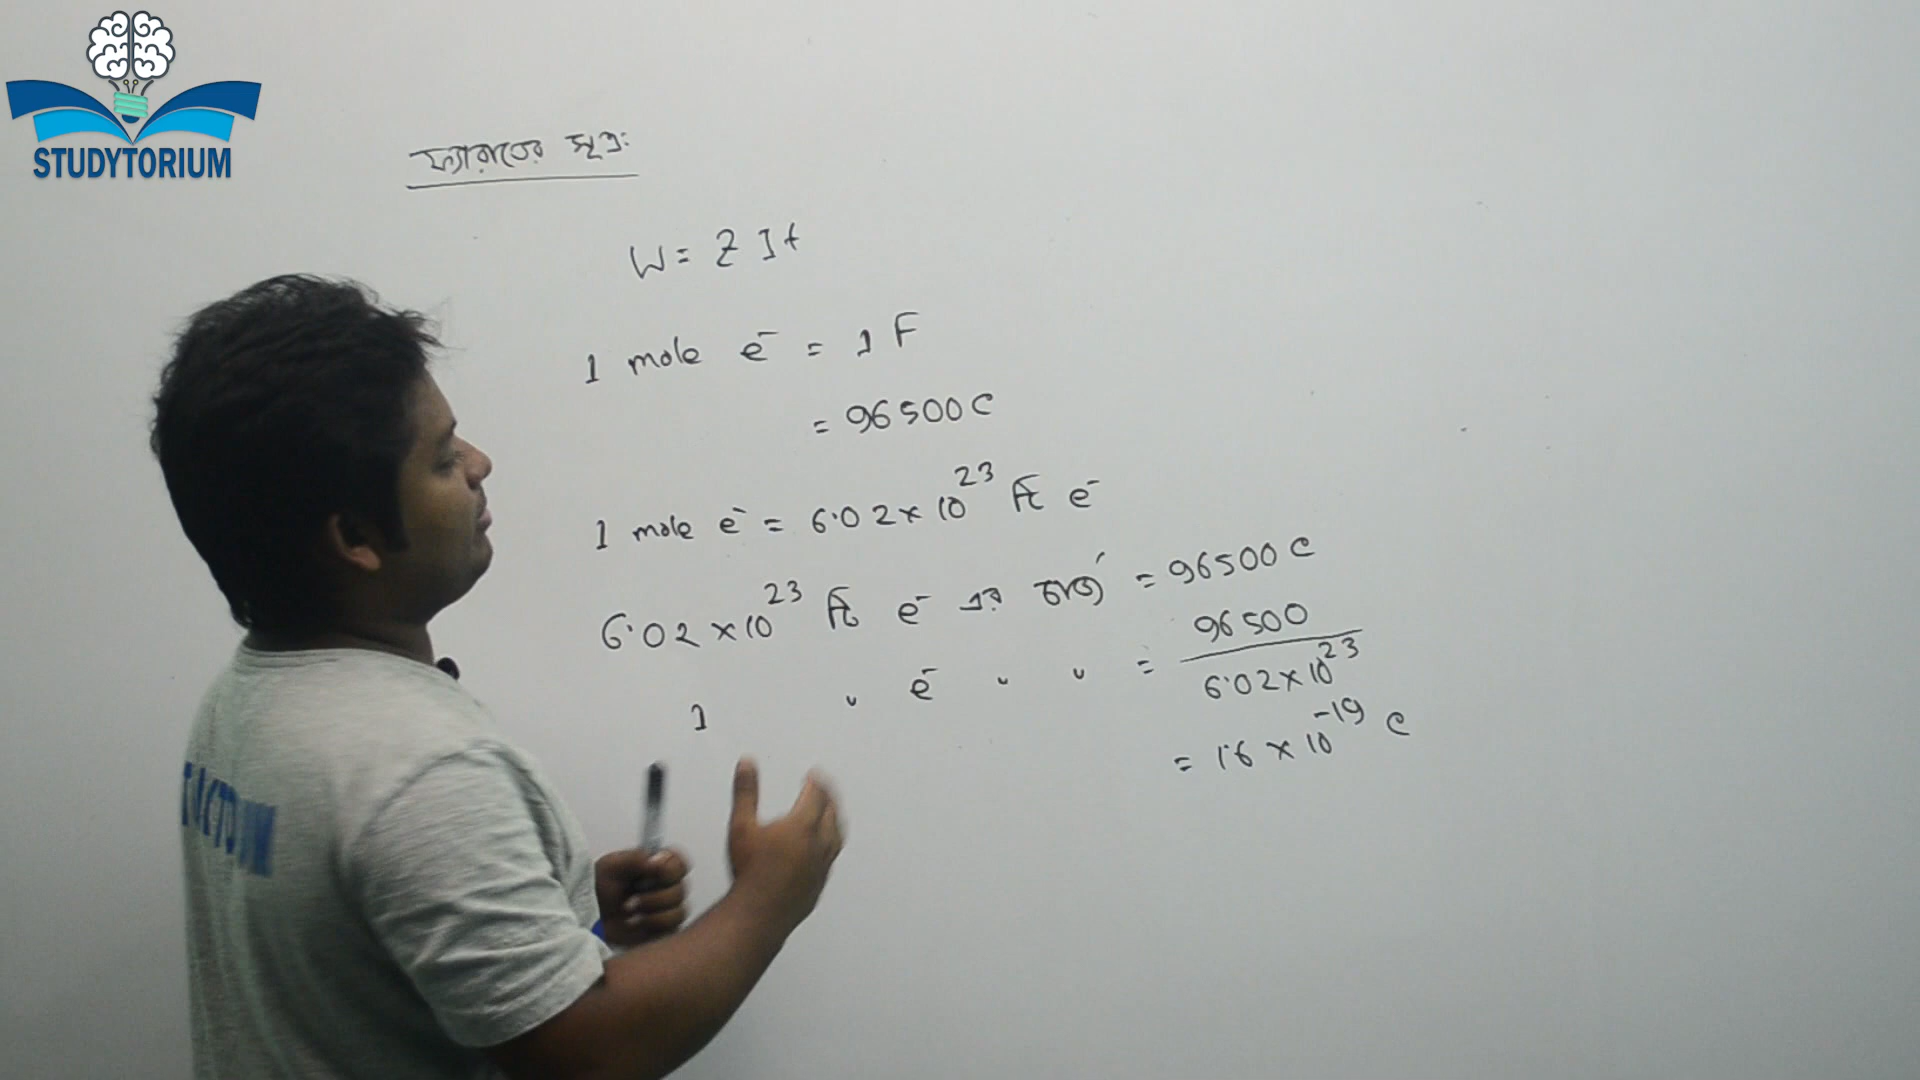 STUDYTORIUM
ফ্যারাডের সূত্র:
W = Z I t
1 mole e⁻ = 1 F
= 96500 C
1 mole e⁻ = 6.02 × 10²³ টি e⁻
6.02 × 10²³ টি e⁻ এর চার্জ = 96500 C
1 " e⁻ " " = 96500 / 6.02 × 10²³
= 1.6 × 10⁻¹⁹ C